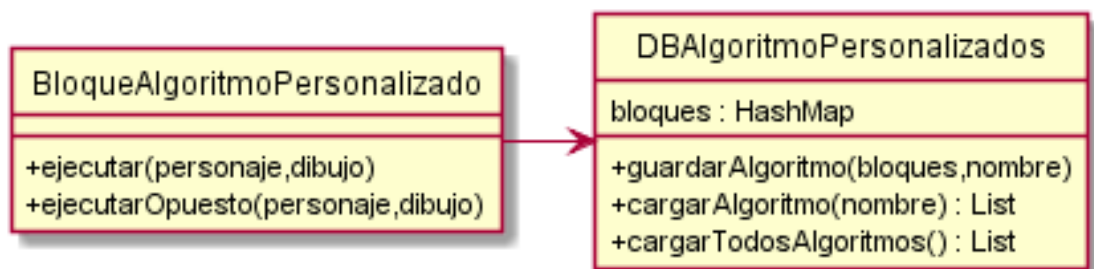 BloqueAlgoritmoPersonalizado
+ejecutar(personaje,dibujo)
+ejecutarOpuesto(personaje,dibujo)
DBAlgoritmoPersonalizados
bloques : HashMap
+guardarAlgoritmo(bloques,nombre)
+cargarAlgoritmo(nombre) : List
+cargarTodosAlgoritmos() : List